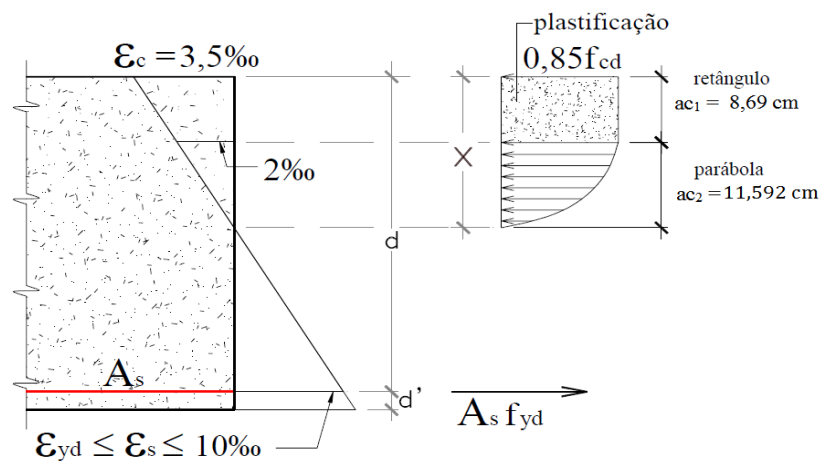 plastificação
εc = 3,5‰
0,85fcd
retângulo
ac1 = 8,69 cm
2‰
X
parábola
ac2 = 11,592 cm
d
As
d'
As fyd
εyd ≤ εs ≤ 10‰